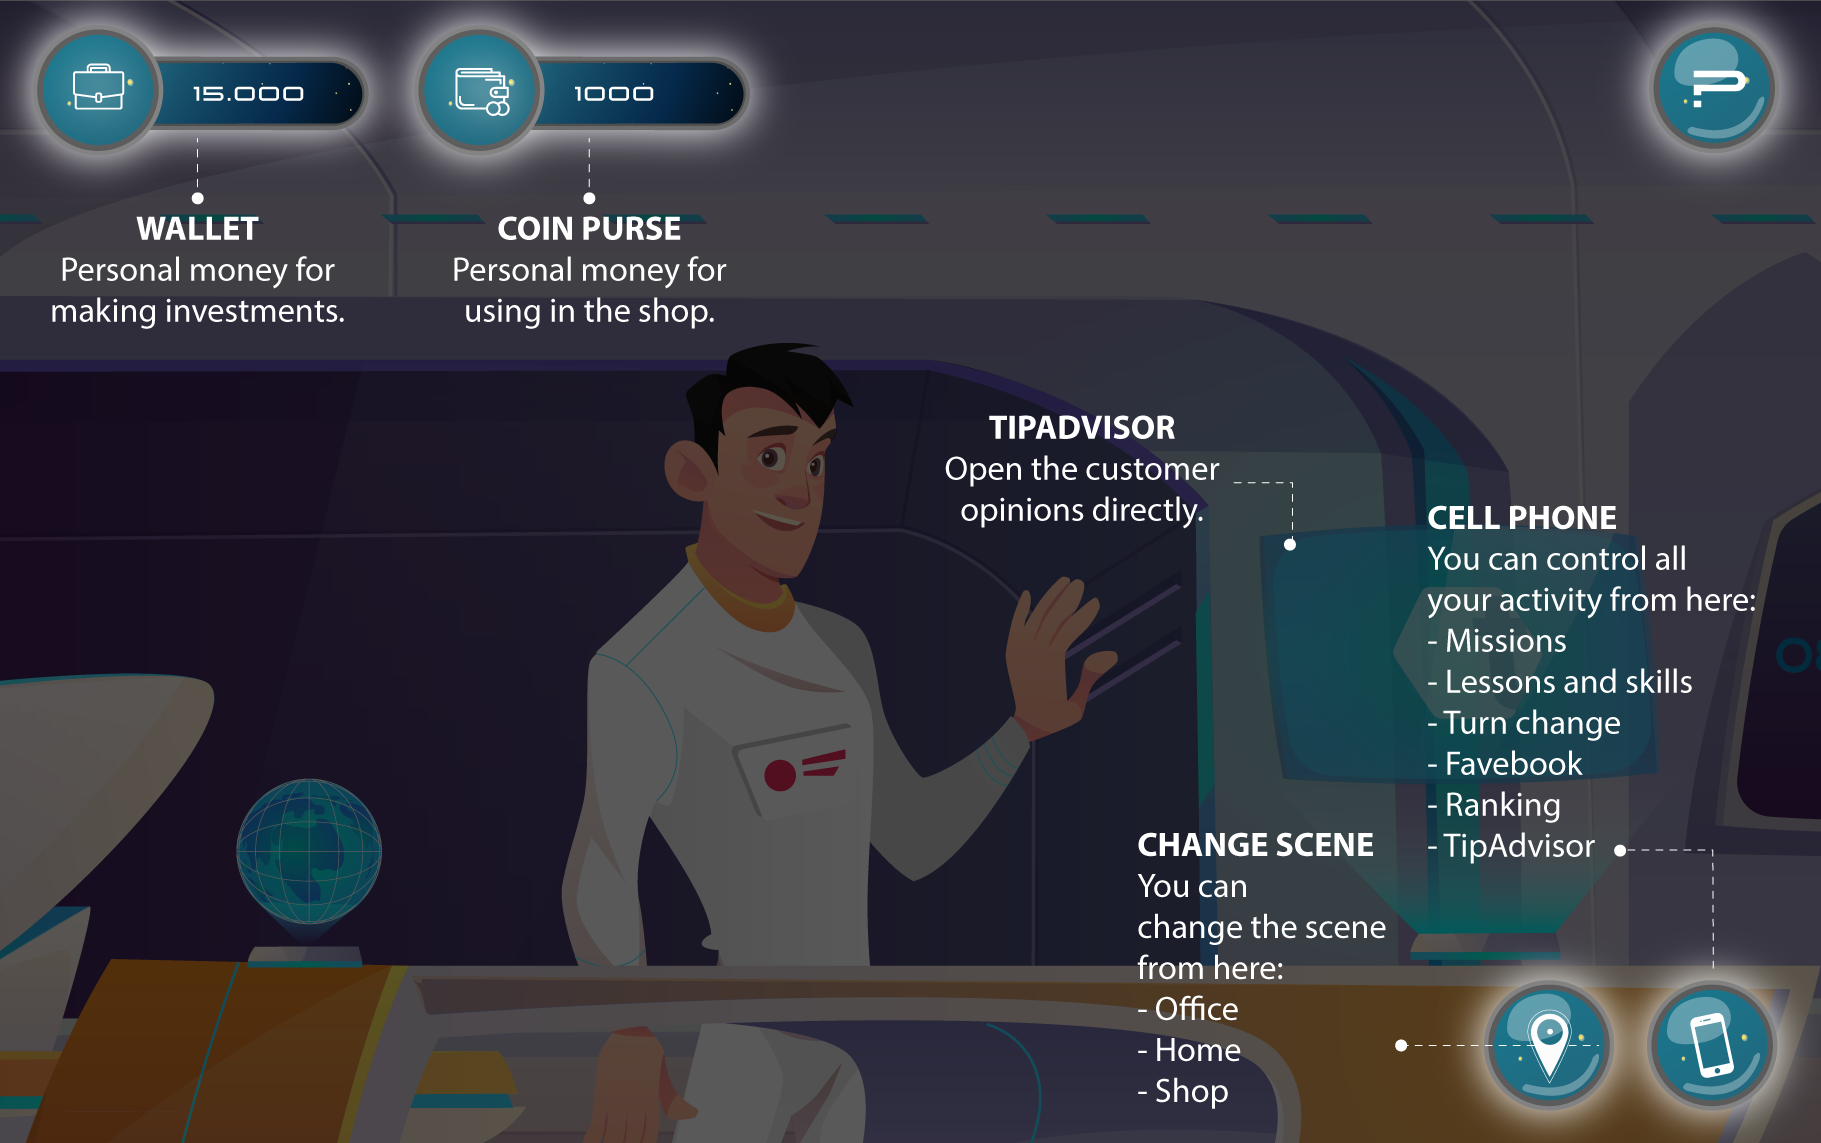 15.000
1000
?
WALLET
Personal money for
making investments.
COIN PURSE
Personal money for
using in the shop.
TIPADVISOR
Open the customer
opinions directly.
CELL PHONE
You can control all
your activity from here:
- Missions
- Lessons and skills
- Turn change
- Favebook
- Ranking
- TipAdvisor
CHANGE SCENE
You can
change the scene
from here:
- Office
- Home
- Shop